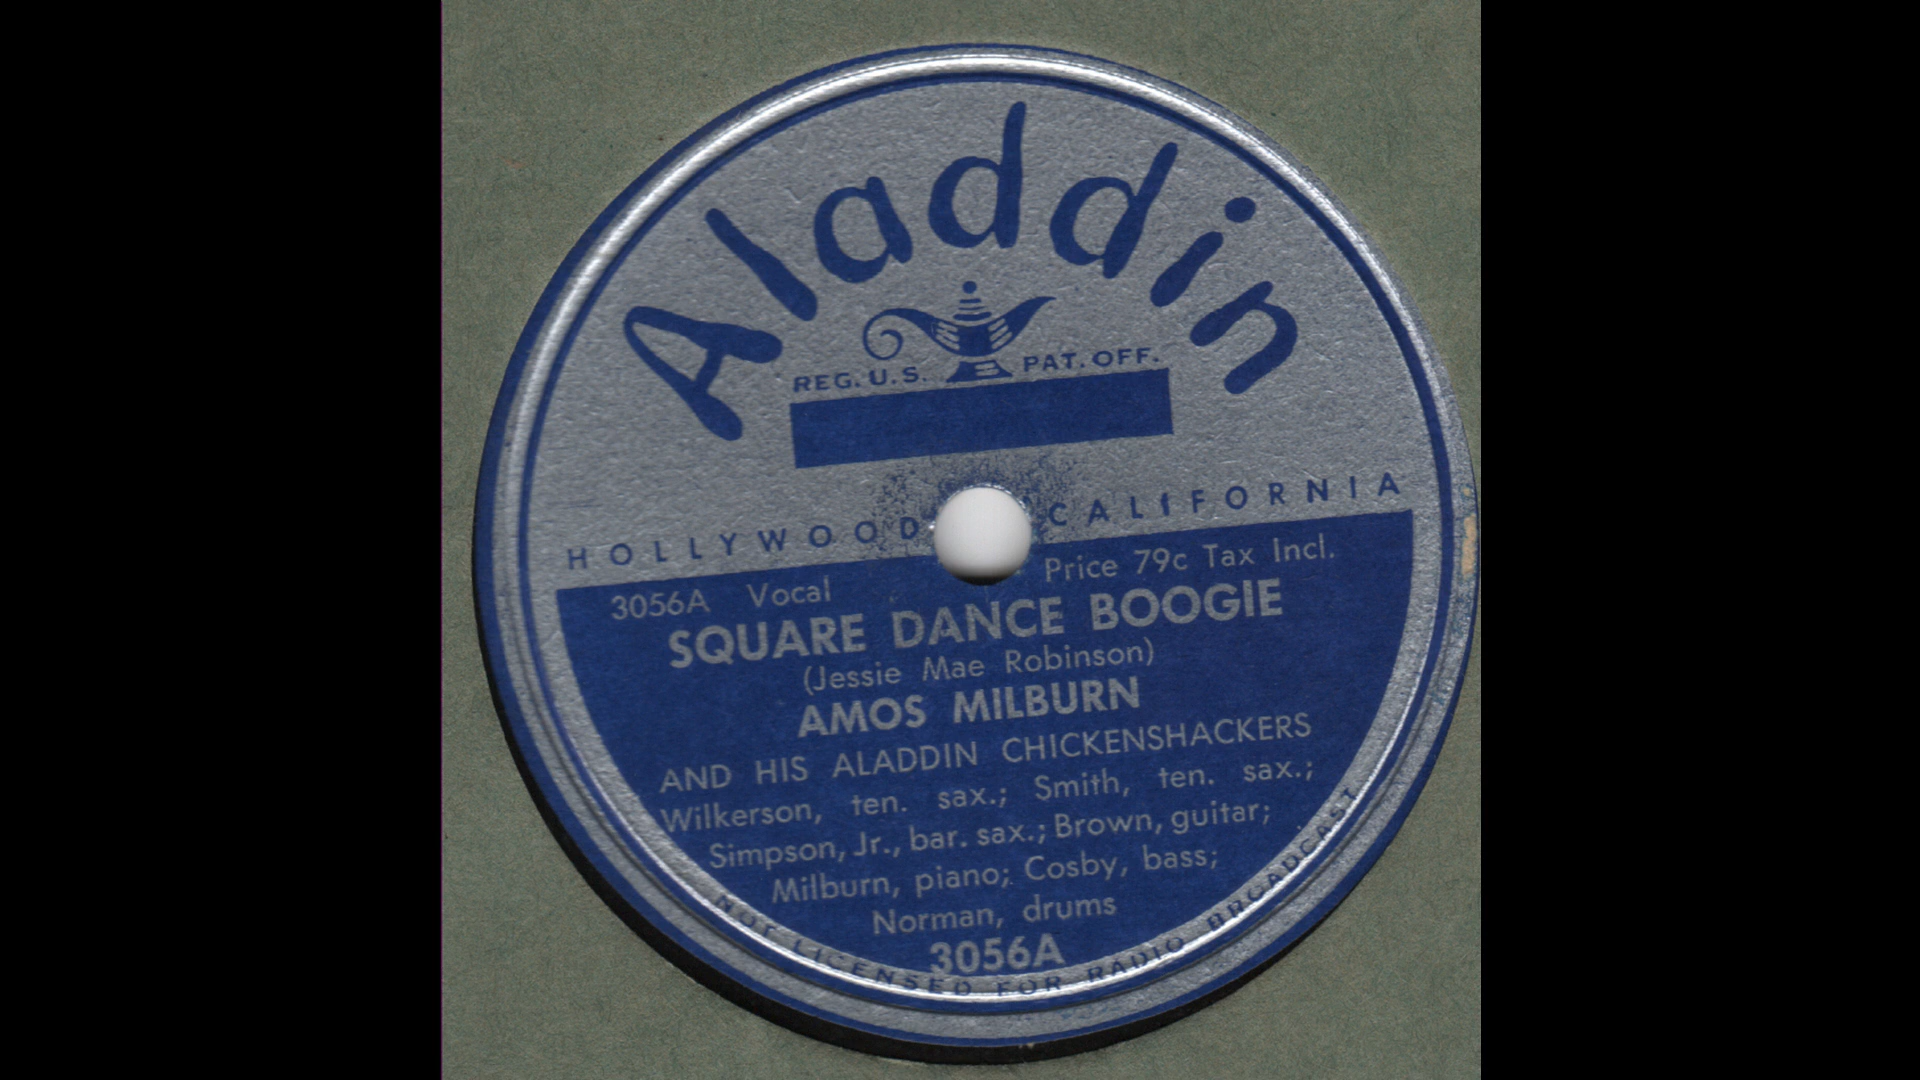 Aladdin
REG. U.S. PAT. OFF.
HOLLYWOOD CALIFORNIA
3056A Vocal Price 79c Tax Incl.
SQUARE DANCE BOOGIE
(Jessie Mae Robinson)
AMOS MILBURN
AND HIS ALADDIN CHICKENSHACKERS
Wilkerson, ten. sax.; Smith, ten. sax.;
Simpson, Jr., bar. sax.; Brown, guitar;
Milburn, piano; Cosby, bass;
Norman, drums
3056A
NOT LICENSED FOR RADIO BROADCAST